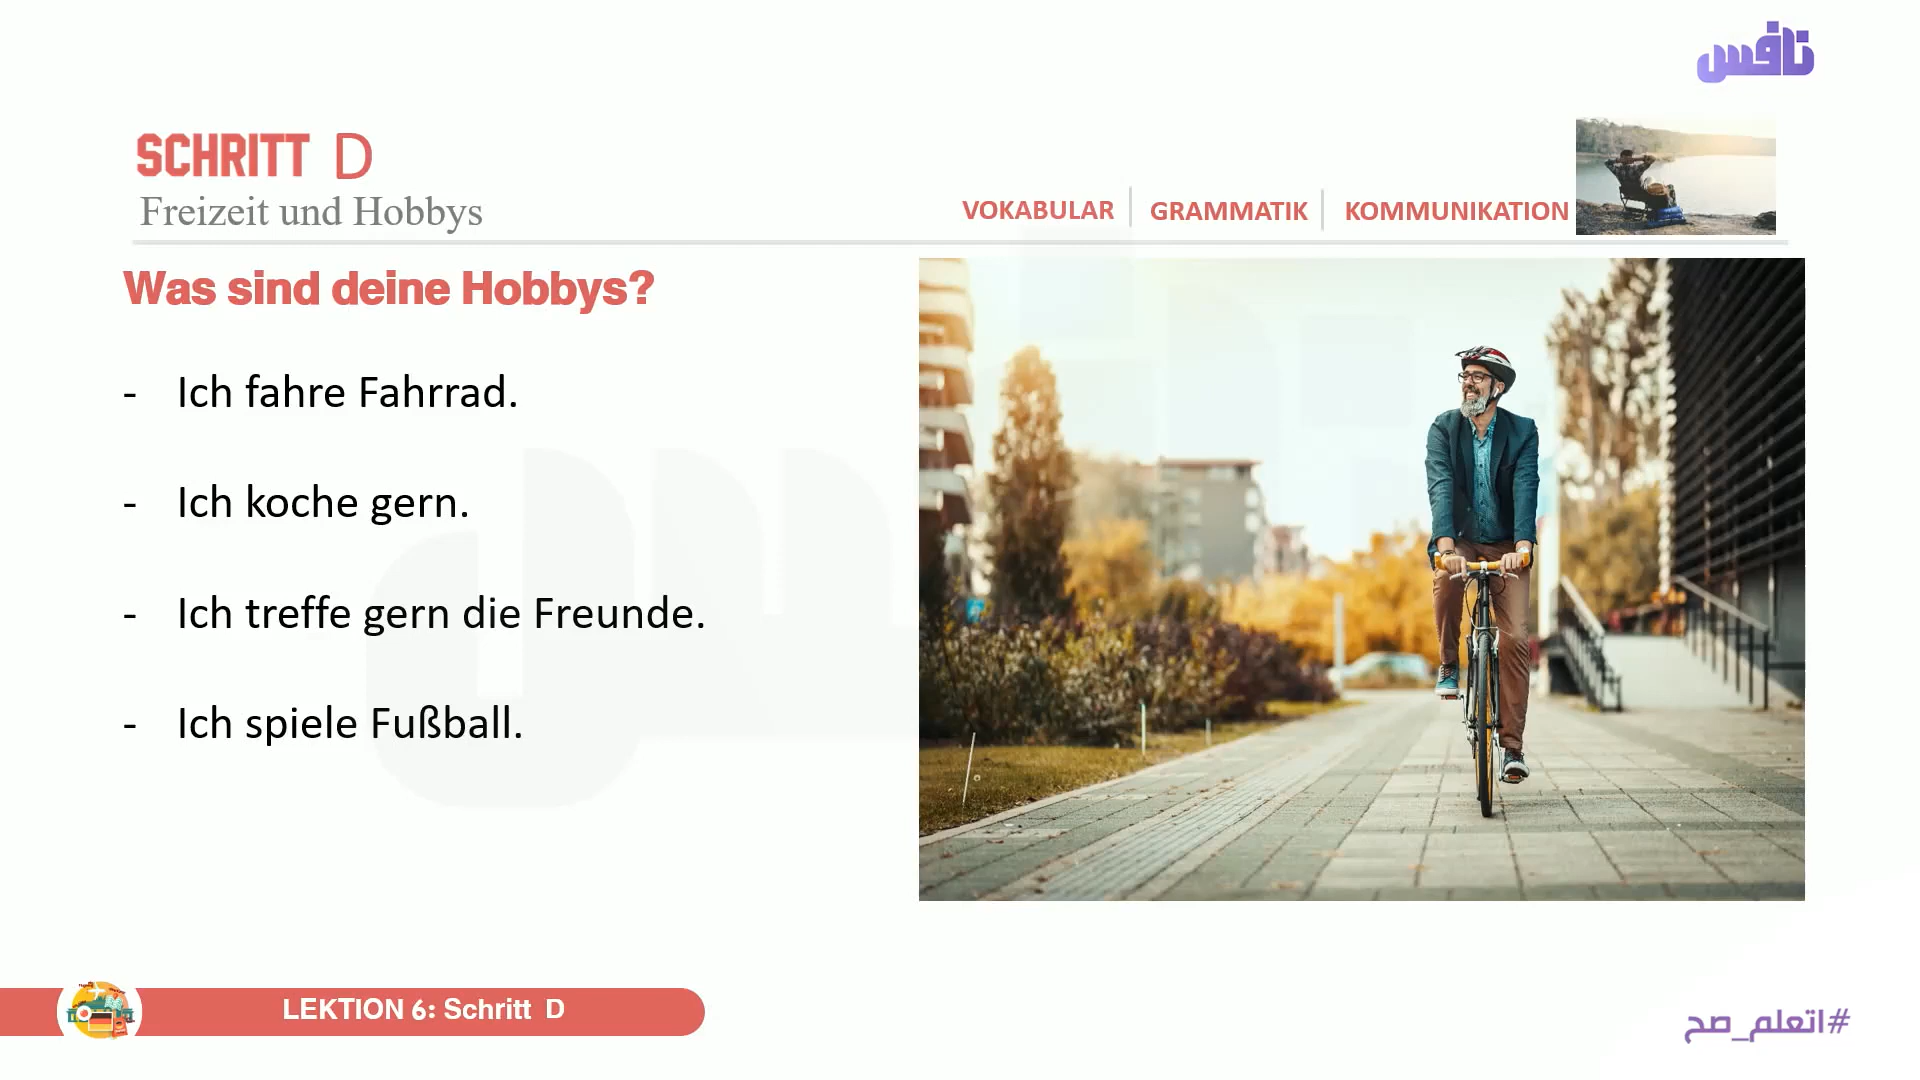 نافس
SCHRITT D
Freizeit und Hobbys
VOKABULAR
GRAMMATIK
KOMMUNIKATION
Was sind deine Hobbys?
- Ich fahre Fahrrad.
- Ich koche gern.
- Ich treffe gern die Freunde.
- Ich spiele Fußball.
LEKTION 6: Schritt D
#اتعلم_صح